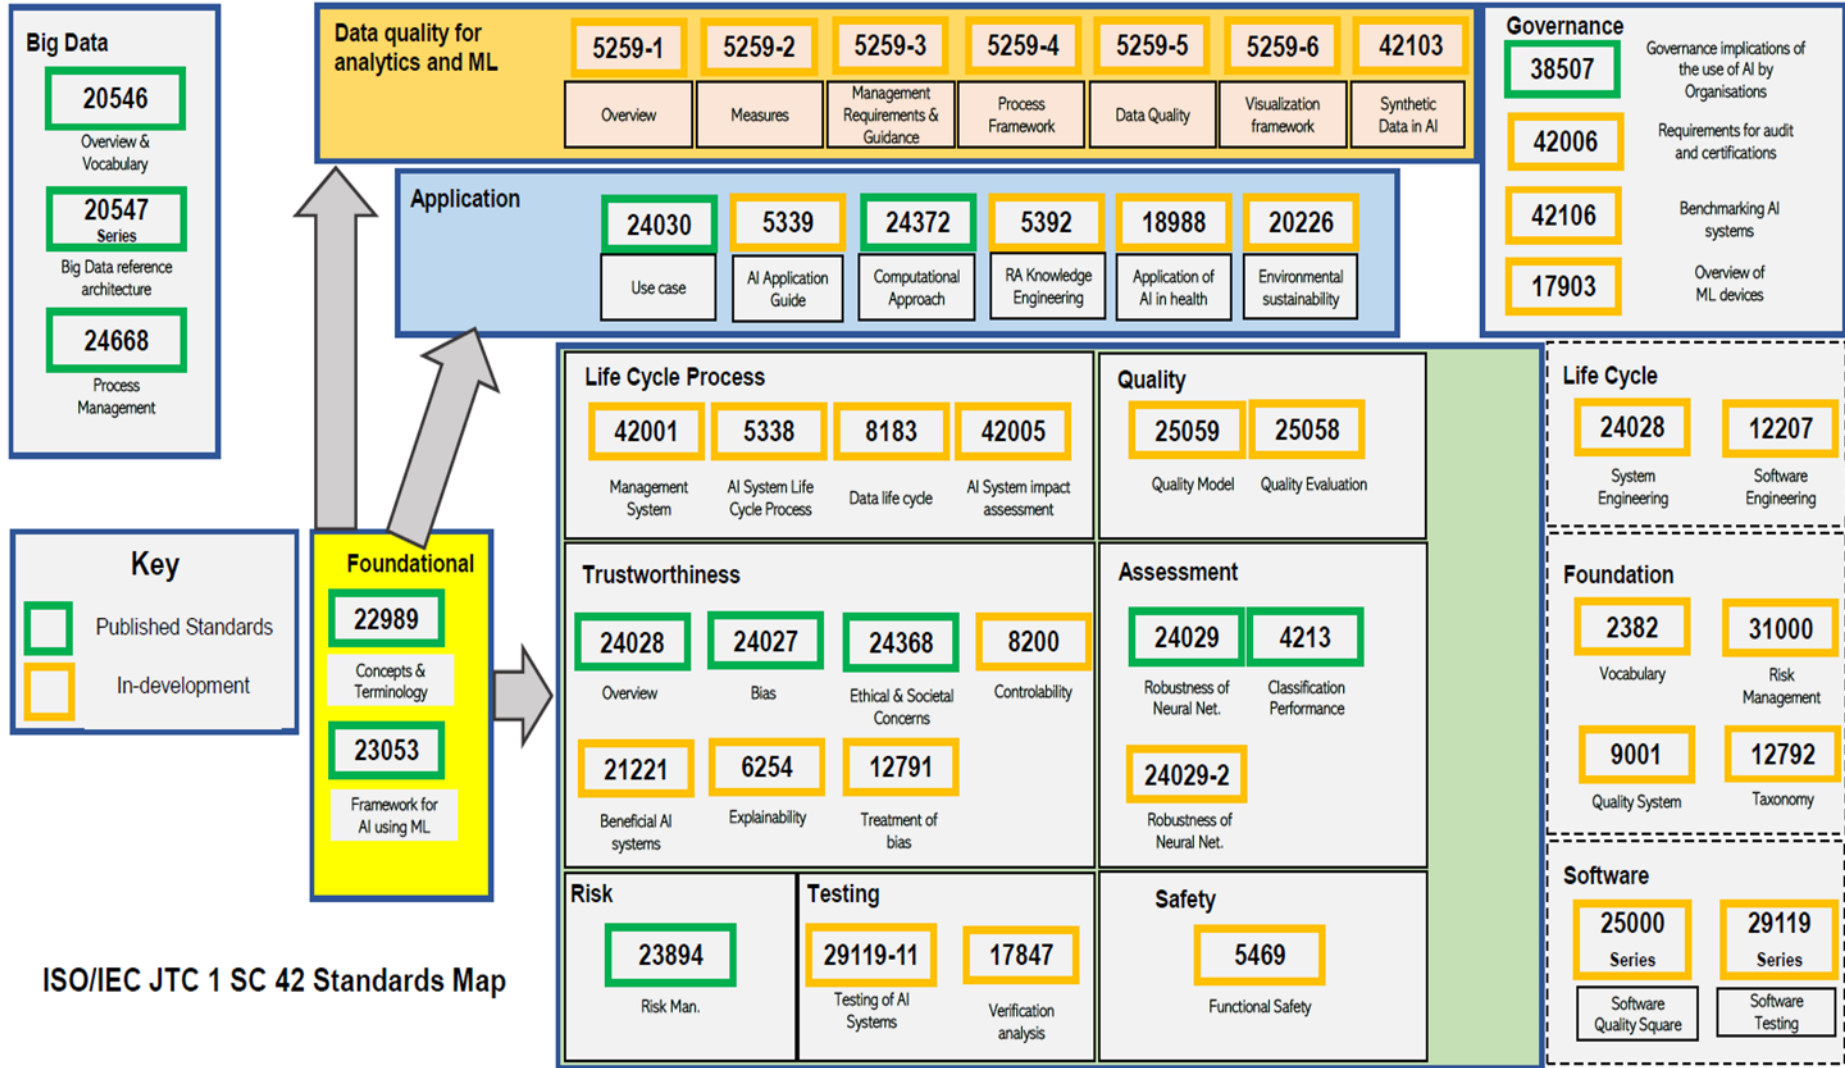 Big Data
20546
Overview &
Vocabulary
20547
Series
Big Data reference
architecture
24668
Process
Management
Data quality for
analytics and ML
5259-1
5259-2
5259-3
5259-4
5259-5
5259-6
42103
Overview
Measures
Management
Requirements &
Guidance
Process
Framework
Data Quality
Visualization
framework
Synthetic
Data in AI
Governance
38507
Governance implications of
the use of AI by
Organisations
42006
Requirements for audit
and certifications
42106
Benchmarking AI
systems
17903
Overview of
ML devices
Application
24030
5339
24372
5392
18988
20226
Use case
AI Application
Guide
Computational
Approach
RA Knowledge
Engineering
Application of
AI in health
Environmental
sustainability
Key
Published Standards
In-development
Foundational
22989
Concepts &
Terminology
23053
Framework for
AI using ML
Life Cycle Process
42001
5338
8183
42005
Management
System
AI System Life
Cycle Process
Data life cycle
AI System impact
assessment
Quality
25059
25058
Quality Model
Quality Evaluation
Trustworthiness
24028
24027
24368
8200
Overview
Bias
Ethical & Societal
Concerns
Controlability
21221
6254
12791
Beneficial AI
systems
Explainability
Treatment of
bias
Assessment
24029
4213
Robustness of
Neural Net.
Classification
Performance
24029-2
Robustness of
Neural Net.
Risk
23894
Risk Man.
Testing
29119-11
17847
Testing of AI
Systems
Verification
analysis
Safety
5469
Functional Safety
Life Cycle
24028
12207
System
Engineering
Software
Engineering
Foundation
2382
31000
Vocabulary
Risk
Management
9001
12792
Quality System
Taxonomy
Software
25000
Series
29119
Series
Software
Quality Square
Software
Testing
ISO/IEC JTC 1 SC 42 Standards Map